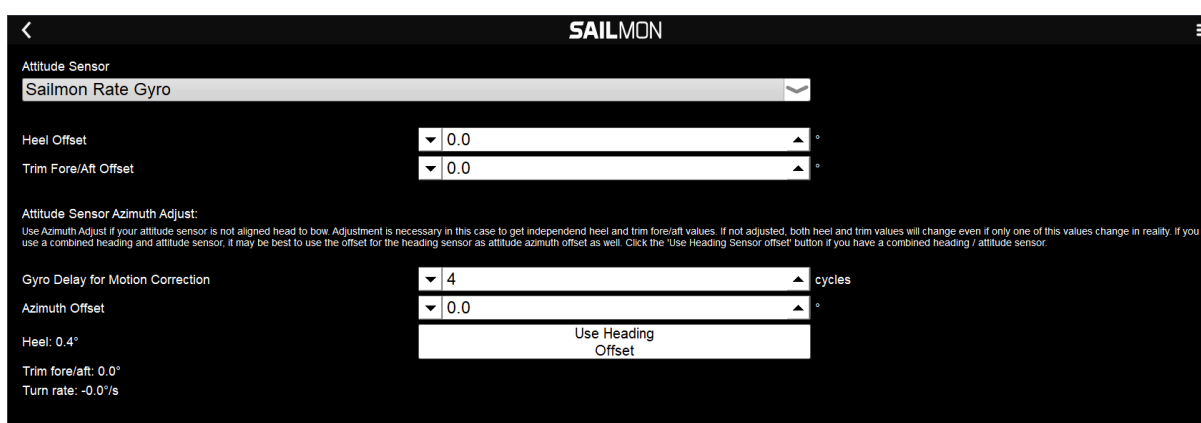 SAILMON
Attitude Sensor
Sailmon Rate Gyro
Heel Offset 0.0 °
Trim Fore/Aft Offset 0.0 °
Attitude Sensor Azimuth Adjust:
Use Azimuth Adjust if your attitude sensor is not aligned head to bow. Adjustment is necessary in this case to get independend heel and trim fore/aft values. If not adjusted, both heel and trim values will change even if only one of this values change in reality. If you
use a combined heading and attitude sensor, it may be best to use the offset for the heading sensor as attitude azimuth offset as well. Click the 'Use Heading Sensor offset' button if you have a combined heading / attitude sensor.
Gyro Delay for Motion Correction 4 cycles
Azimuth Offset 0.0 °
Heel: 0.4°
Use Heading
Offset
Trim fore/aft: 0.0°
Turn rate: -0.0°/s